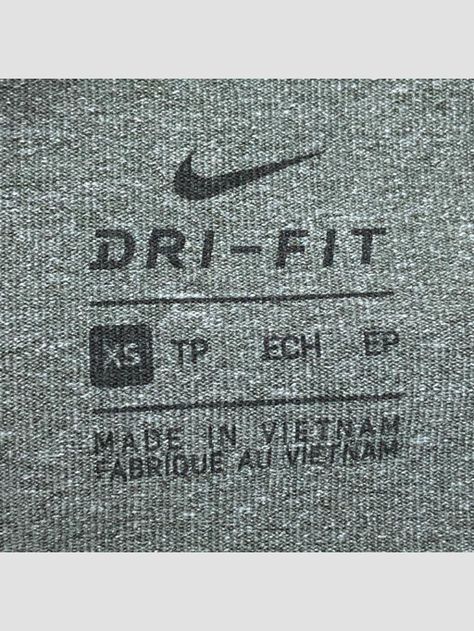 DRI-FIT
XS TP ECH EP
MADE IN VIETNAM
FABRIQUE AU VIETNAM